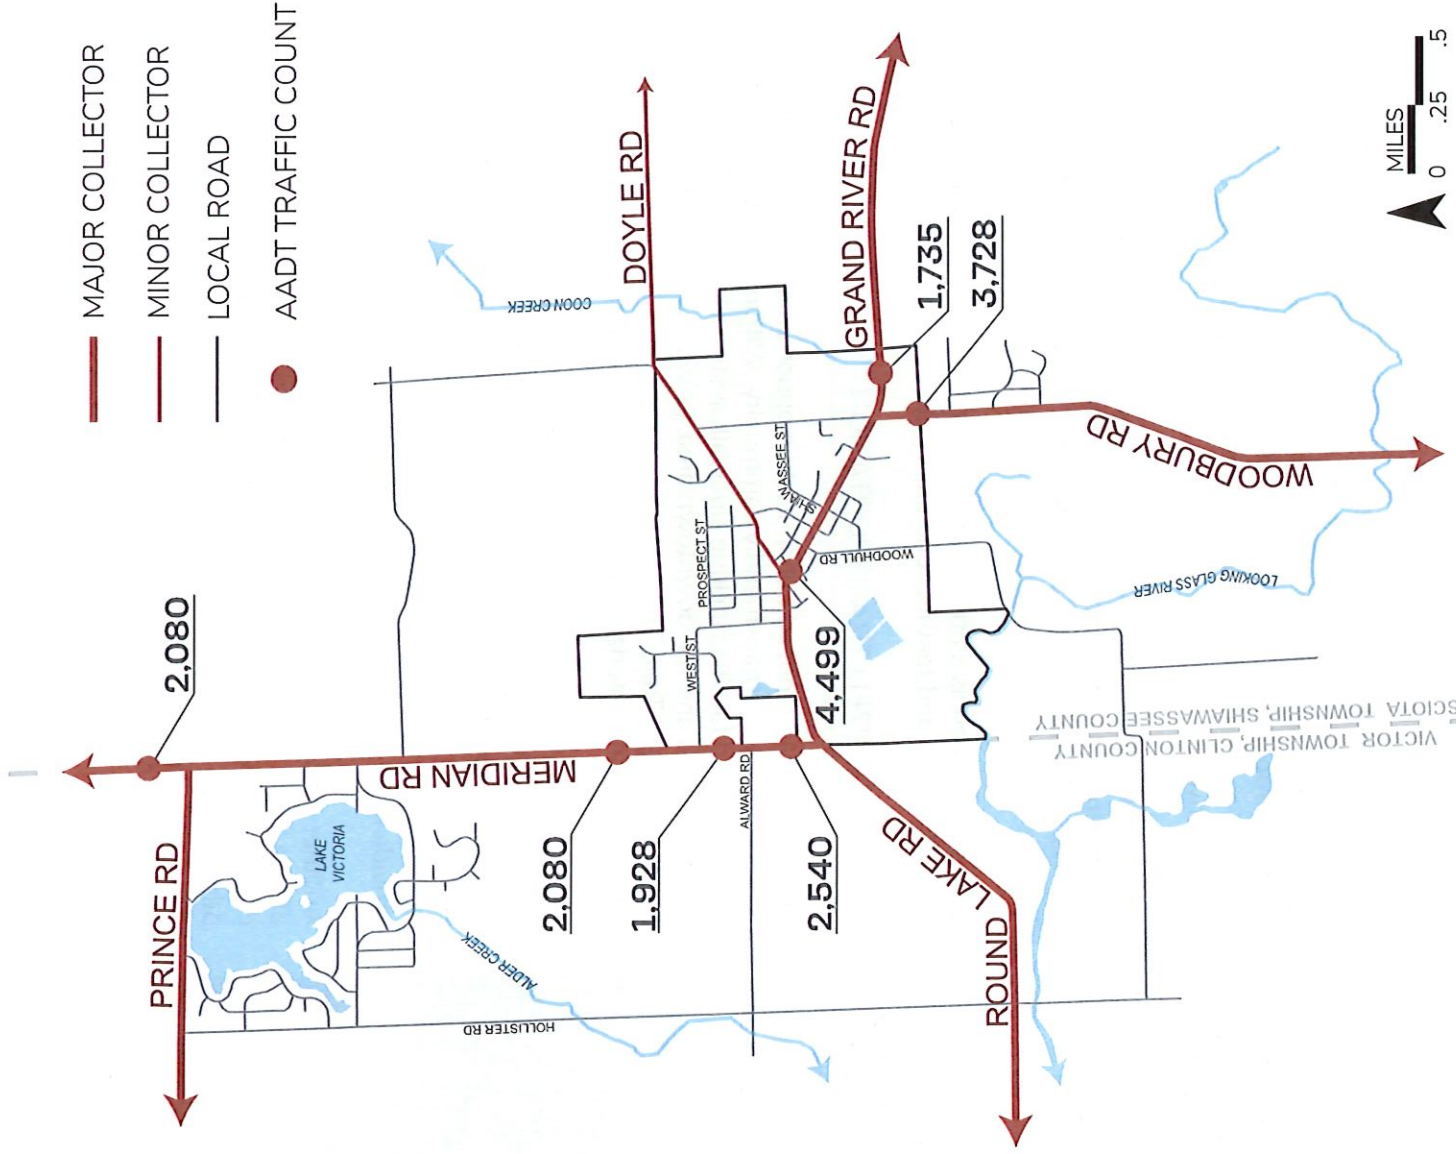 MAJOR COLLECTOR
MINOR COLLECTOR
LOCAL ROAD
AADT TRAFFIC COUNT
2,080
PRINCE RD
LAKE
VICTORIA
MERIDIAN RD
ALDER CREEK
HOLLISTER RD
2,080
1,928
2,540
ALWARD RD
WEST ST
PROSPECT ST
SHIAWASSEE ST
WOODHULL RD
4,499
DOYLE RD
COON CREEK
GRAND RIVER RD
1,735
3,728
WOODBURY RD
LOOKING GLASS RIVER
ROUND LAKE RD
VICTOR TOWNSHIP, CLINTON COUNTY
SCIOTA TOWNSHIP, SHIAWASSEE COUNTY
MILES
0 .25 .5